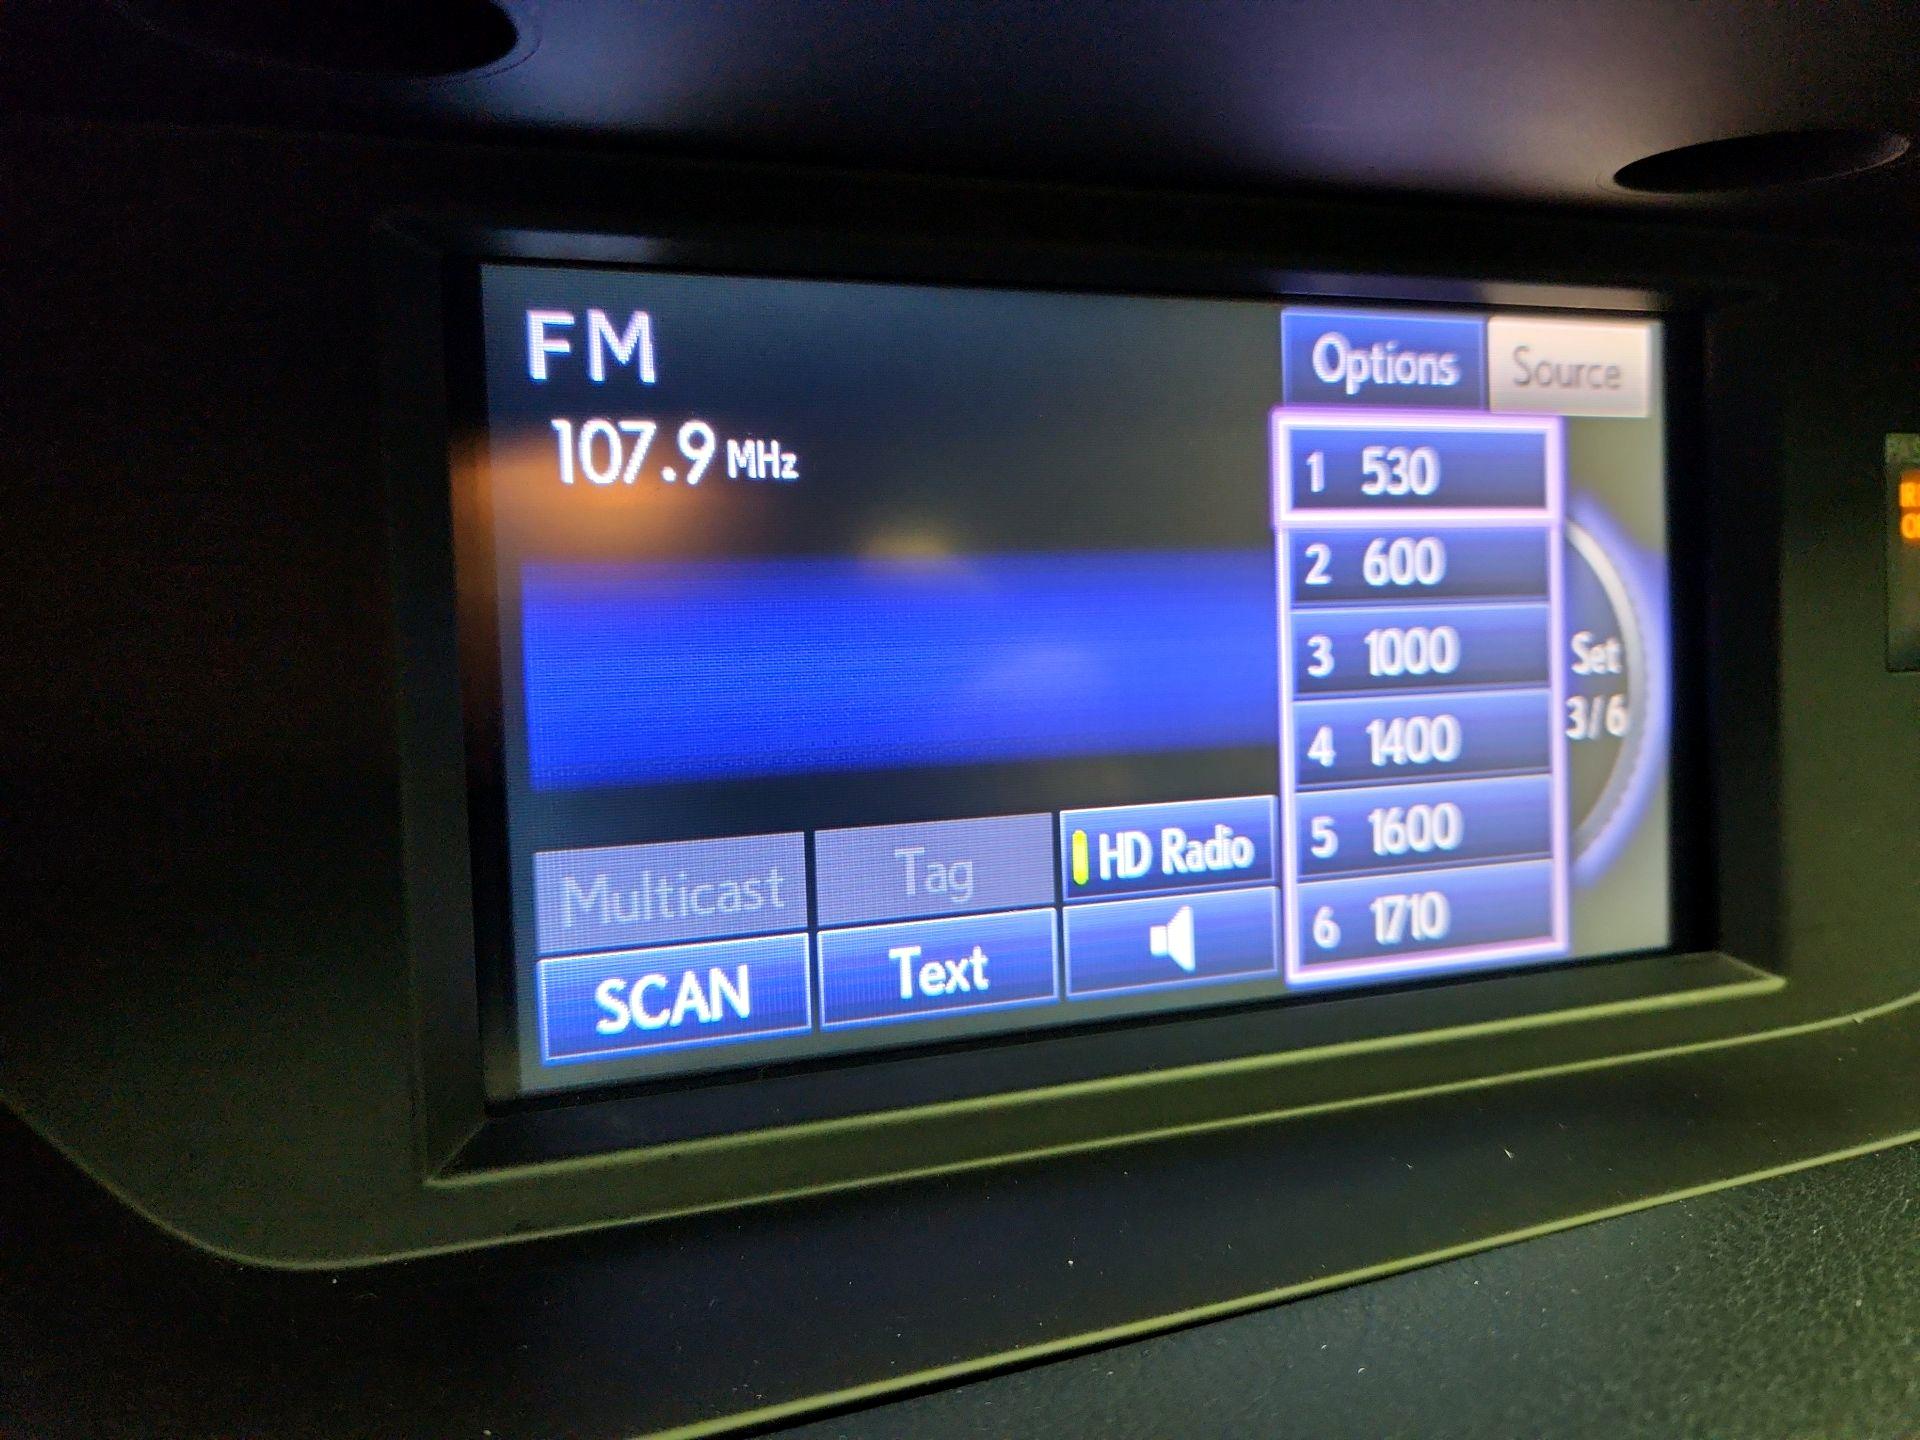 FM
107.9 MHz
Options
Source
1 530
2 600
3 1000
4 1400
5 1600
6 1710
Set
3/6
Multicast
Tag
HD Radio
SCAN
Text